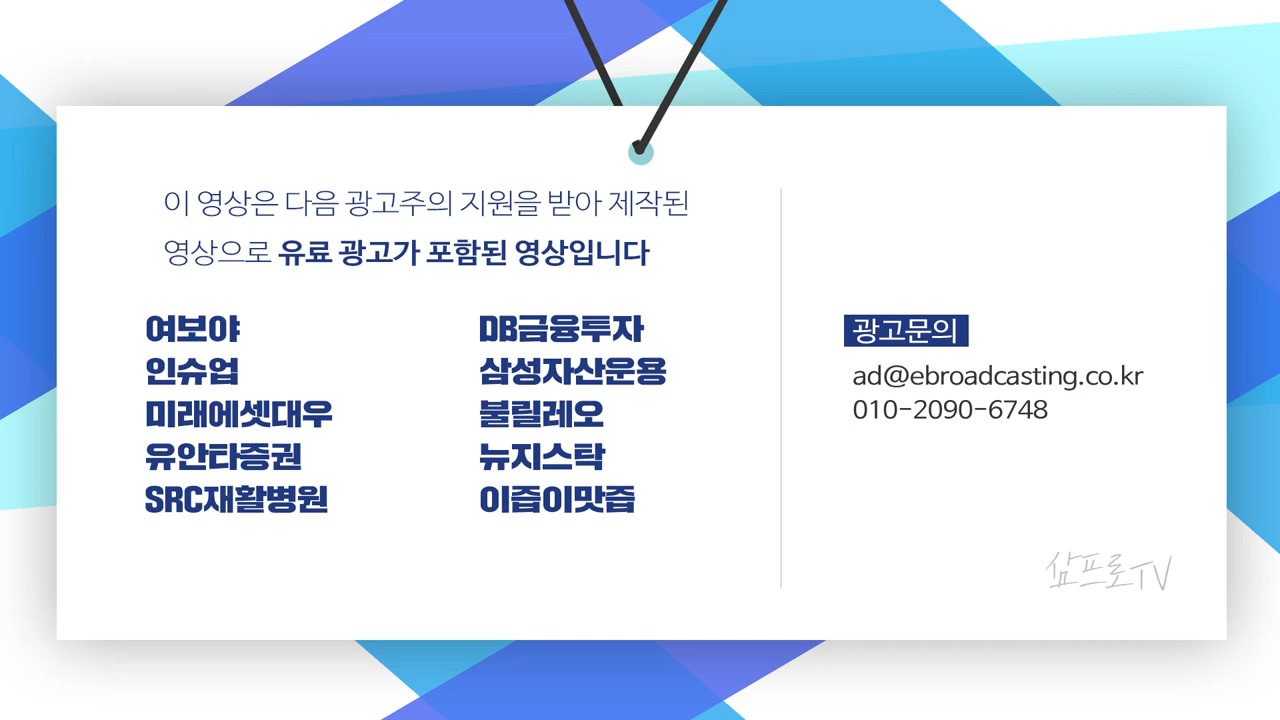 이 영상은 다음 광고주의 지원을 받아 제작된
영상으로 유료 광고가 포함된 영상입니다
여보야
인슈업
미래에셋대우
유안타증권
SRC재활병원
DB금융투자
삼성자산운용
불릴레오
뉴지스탁
이즙이맛즙
광고문의
ad@ebroadcasting.co.kr
010-2090-6748
삼프로TV